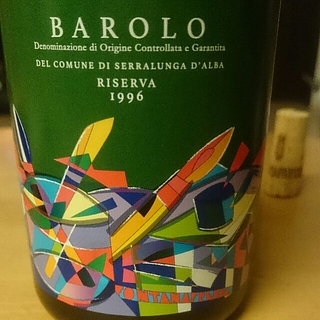 BAROLO
Denominazione di Origine Controllata e Garantita
DEL COMUNE DI SERRALUNGA D'ALBA
RISERVA
1996